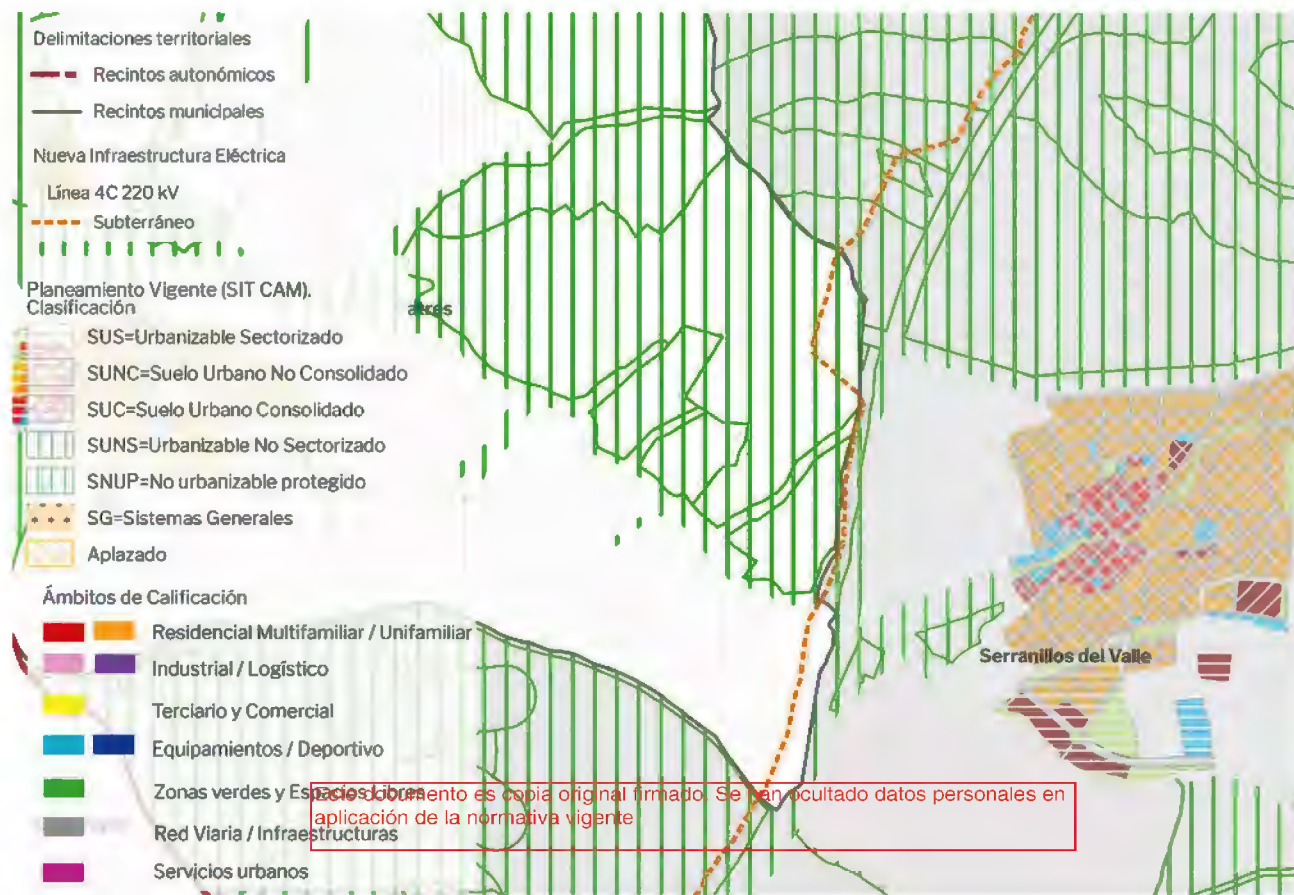 Delimitaciones territoriales
Recintos autonómicos
Recintos municipales
Nueva Infraestructura Eléctrica
Línea 4C 220 kV
Subterráneo
Planeamiento Vigente (SIT CAM).
Clasificación
SUS=Urbanizable Sectorizado
SUNC=Suelo Urbano No Consolidado
SUC=Suelo Urbano Consolidado
SUNS=Urbanizable No Sectorizado
SNUP=No urbanizable protegido
SG=Sistemas Generales
Aplazado
Ámbitos de Calificación
Residencial Multifamiliar / Unifamiliar
Industrial / Logístico
Terciario y Comercial
Equipamientos / Deportivo
Zonas verdes y Espacios Libres
Red Viaria / Infraestructuras
Servicios urbanos
Serranillos del Valle
Este documento es copia original firmado. Se han ocultado datos personales en
aplicación de la normativa vigente